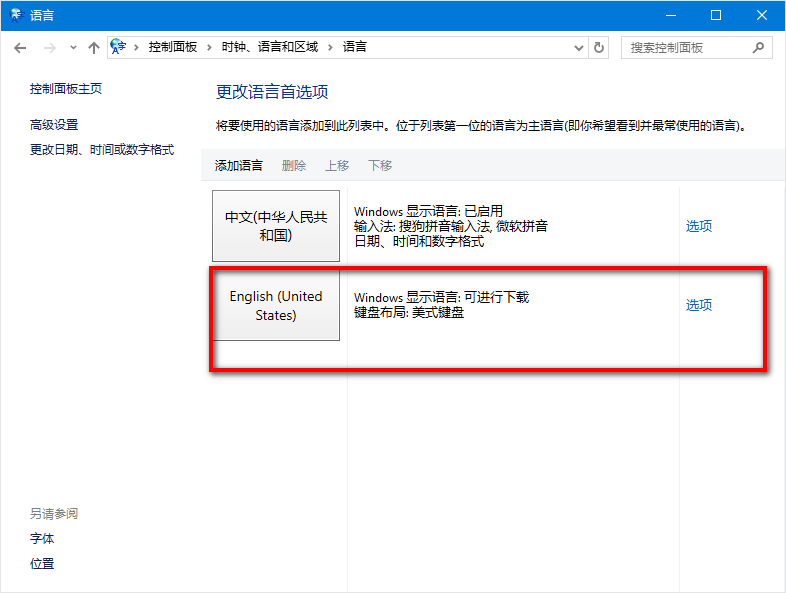 语言
控制面板 > 时钟、语言和区域 > 语言
搜索控制面板
控制面板主页
高级设置
更改日期、时间或数字格式
更改语言首选项
将要使用的语言添加到此列表中。位于列表第一位的语言为主语言(即你希望看到并最常使用的语言)。
添加语言 删除 上移 下移
中文(中华人民共
和国)
Windows 显示语言: 已启用
输入法: 搜狗拼音输入法, 微软拼音
日期、时间和数字格式
选项
English (United
States)
Windows 显示语言: 可进行下载
键盘布局: 美式键盘
选项
另请参阅
字体
位置